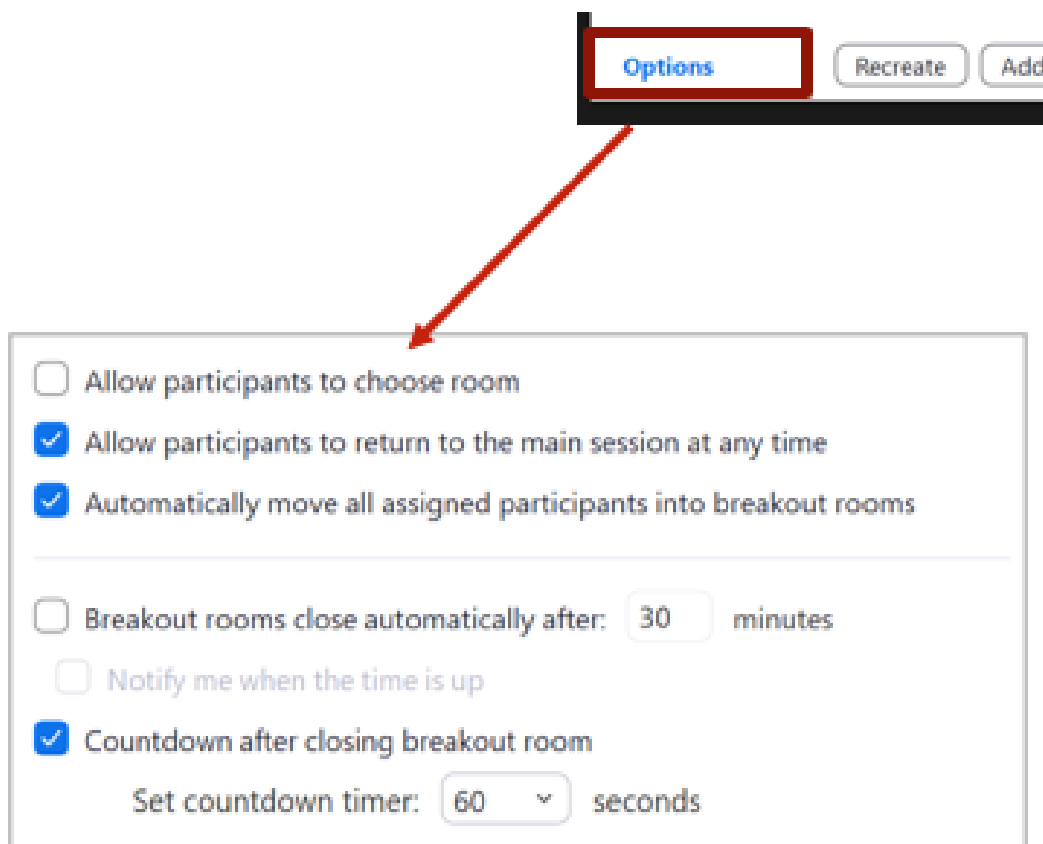 Options Recreate Add
Allow participants to choose room
Allow participants to return to the main session at any time
Automatically move all assigned participants into breakout rooms
Breakout rooms close automatically after: 30 minutes
Notify me when the time is up
Countdown after closing breakout room
Set countdown timer: 60 seconds